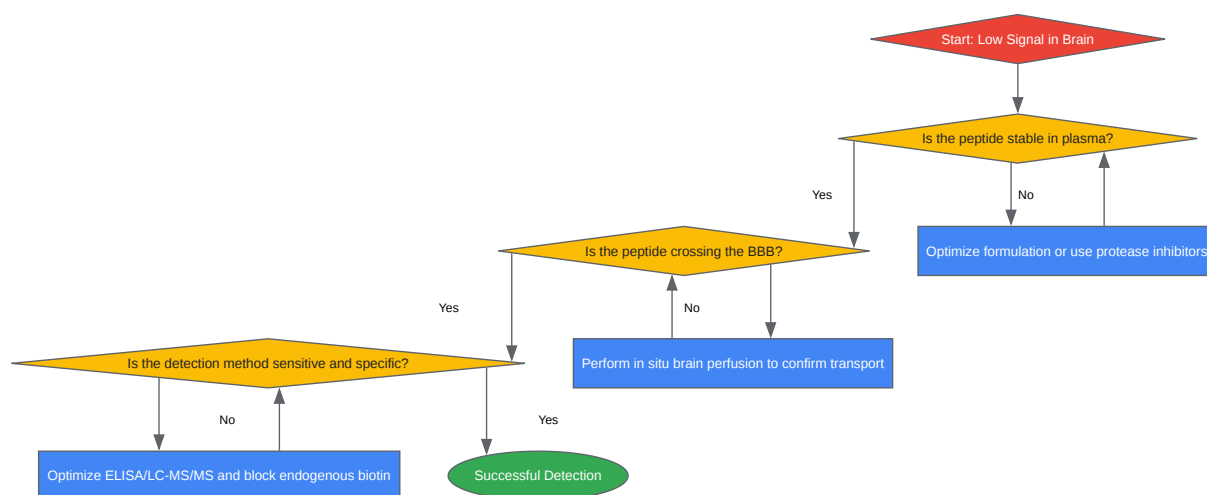 Start: Low Signal in Brain
Is the peptide stable in plasma?
Yes
No
Is the peptide crossing the BBB?
Optimize formulation or use protease inhibitors
Yes
No
Is the detection method sensitive and specific?
Perform in situ brain perfusion to confirm transport
No
Yes
Optimize ELISA/LC-MS/MS and block endogenous biotin
Successful Detection